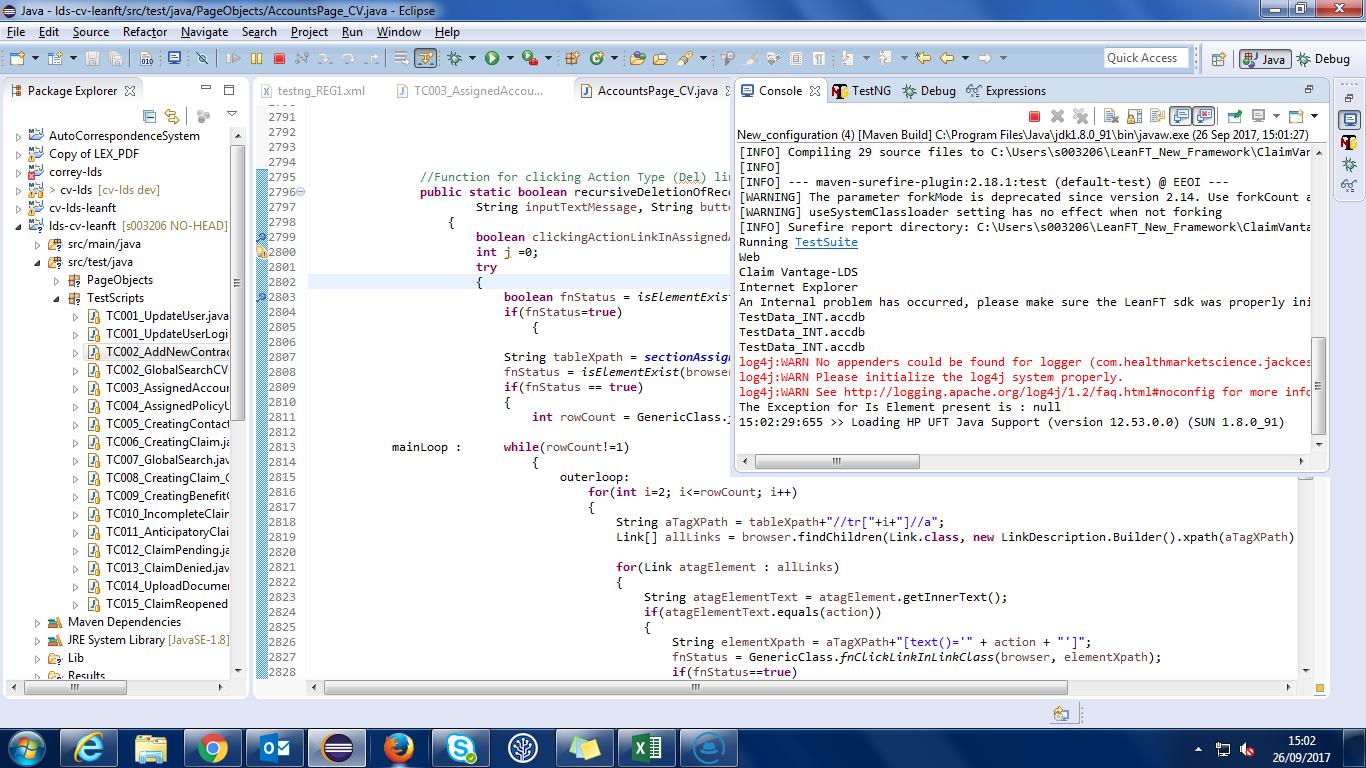 Java - lds-cv-leanft/src/test/java/PageObjects/AccountsPage_CV.java - Eclipse
File Edit Source Refactor Navigate Search Project Run Window Help
Quick Access
Java
Debug
Package Explorer
AutoCorrespondenceSystem
Copy of LEX_PDF
correy-lds
> cv-lds [cv-lds dev]
cv-lds-leanft
lds-cv-leanft [s003206 NO-HEAD]
src/main/java
src/test/java
PageObjects
TestScripts
TC001_UpdateUser.java
TC001_UpdateUserLogi
TC002_AddNewContrac
TC002_GlobalSearchCV
TC003_AssignedAccour
TC004_AssignedPolicyU
TC005_CreatingContact
TC006_CreatingClaim.ja
TC007_GlobalSearch.jav
TC008_CreatingClaim_C
TC009_CreatingBenefit
TC010_IncompleteClain
TC011_AnticipatoryClai
TC012_ClaimPending.ja
TC013_ClaimDenied.jav
TC014_UploadDocume
TC015_ClaimReopened
Maven Dependencies
JRE System Library [JavaSE-1.8]
Lib
Results
testng_REG1.xml
TC003_AssignedAccou...
AccountsPage_CV.java
2791
2792
2793
2794
2795 //Function for clicking Action Type (Del) lin
2796 public static boolean recursiveDeletionOfReco
2797 String inputTextMessage, String butt
2798 {
2799 boolean clickingActionLinkInAssignedA
2800 int j =0;
2801 try
2802 {
2803 boolean fnStatus = isElementExist
2804 if(fnStatus=true)
2805 {
2806
2807 String tableXpath = sectionAssig
2808 fnStatus = isElementExist(browser
2809 if(fnStatus == true)
2810 {
2811 int rowCount = GenericClass.
2812
2813 mainLoop : while(rowCount!=1)
2814 {
2815 outerloop:
2816 for(int i=2; i<=rowCount; i++)
2817 {
2818 String aTagXPath = tableXpath+"//tr["+i+"]//a";
2819 Link[] allLinks = browser.findChildren(Link.class, new LinkDescription.Builder().xpath(aTagXPath)
2820
2821 for(Link atagElement : allLinks)
2822 {
2823 String atagElementText = atagElement.getInnerText();
2824 if(atagElementText.equals(action))
2825 {
2826 String elementXpath = aTagXPath+"[text()='" + action + "']";
2827 fnStatus = GenericClass.fnClickLinkInLinkClass(browser, elementXpath);
2828 if(fnStatus==true)
Console TestNG Debug Expressions
New_configuration (4) [Maven Build] C:\Program Files\Java\jdk1.8.0_91\bin\javaw.exe (26 Sep 2017, 15:01:27)
[INFO] Compiling 29 source files to C:\Users\s003206\LeanFT_New_Framework\ClaimVan
[INFO]
[INFO] --- maven-surefire-plugin:2.18.1:test (default-test) @ EEOI ---
[WARNING] The parameter forkMode is deprecated since version 2.14. Use forkCount a
[WARNING] useSystemClassloader setting has no effect when not forking
[INFO] Surefire report directory: C:\Users\s003206\LeanFT_New_Framework\ClaimVanta
Running TestSuite
Web
Claim Vantage-LDS
Internet Explorer
An Internal problem has occurred, please make sure the LeanFT sdk was properly ini
TestData_INT.accdb
TestData_INT.accdb
TestData_INT.accdb
log4j:WARN No appenders could be found for logger (com.healthmarketscience.jackces
log4j:WARN Please initialize the log4j system properly.
log4j:WARN See http://logging.apache.org/log4j/1.2/faq.html#noconfig for more info
The Exception for Is Element present is : null
15:02:29:655 >> Loading HP UFT Java Support (version 12.53.0.0) (SUN 1.8.0_91)
15:02
26/09/2017